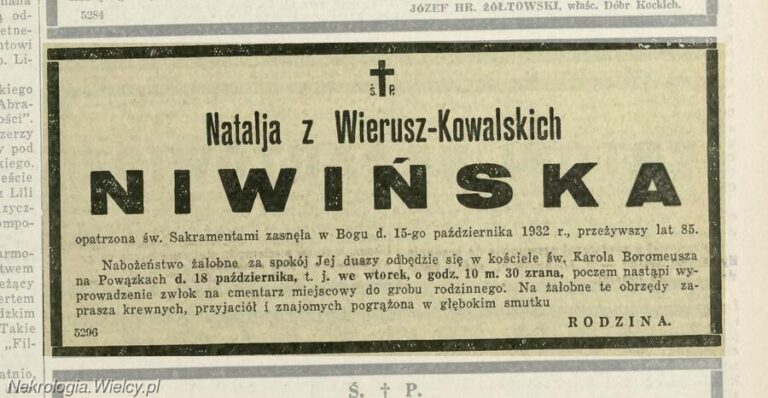 5284
JÓZEF HR. ŻÓŁTOWSKI, właśc. Dóbr Kockich.
Ś. † P.
Natalja z Wierusz-Kowalskich
NIWIŃSKA
opatrzona św. Sakramentami zasnęła w Bogu d. 15-go października 1932 r., przeżywszy lat 85.
Nabożeństwo żałobne za spokój Jej duszy odbędzie się w kościele św. Karola Boromeusza
na Powązkach d. 18 października, t. j. we wtorek, o godz. 10 m. 30 zrana, poczem nastąpi wy-
prowadzenie zwłok na cmentarz miejscowy do grobu rodzinnego. Na żałobne te obrzędy za-
prasza krewnych, przyjaciół i znajomych pogrążona w głębokim smutku
5296
RODZINA.
Ś. † P.
Nekrologia.Wielcy.pl